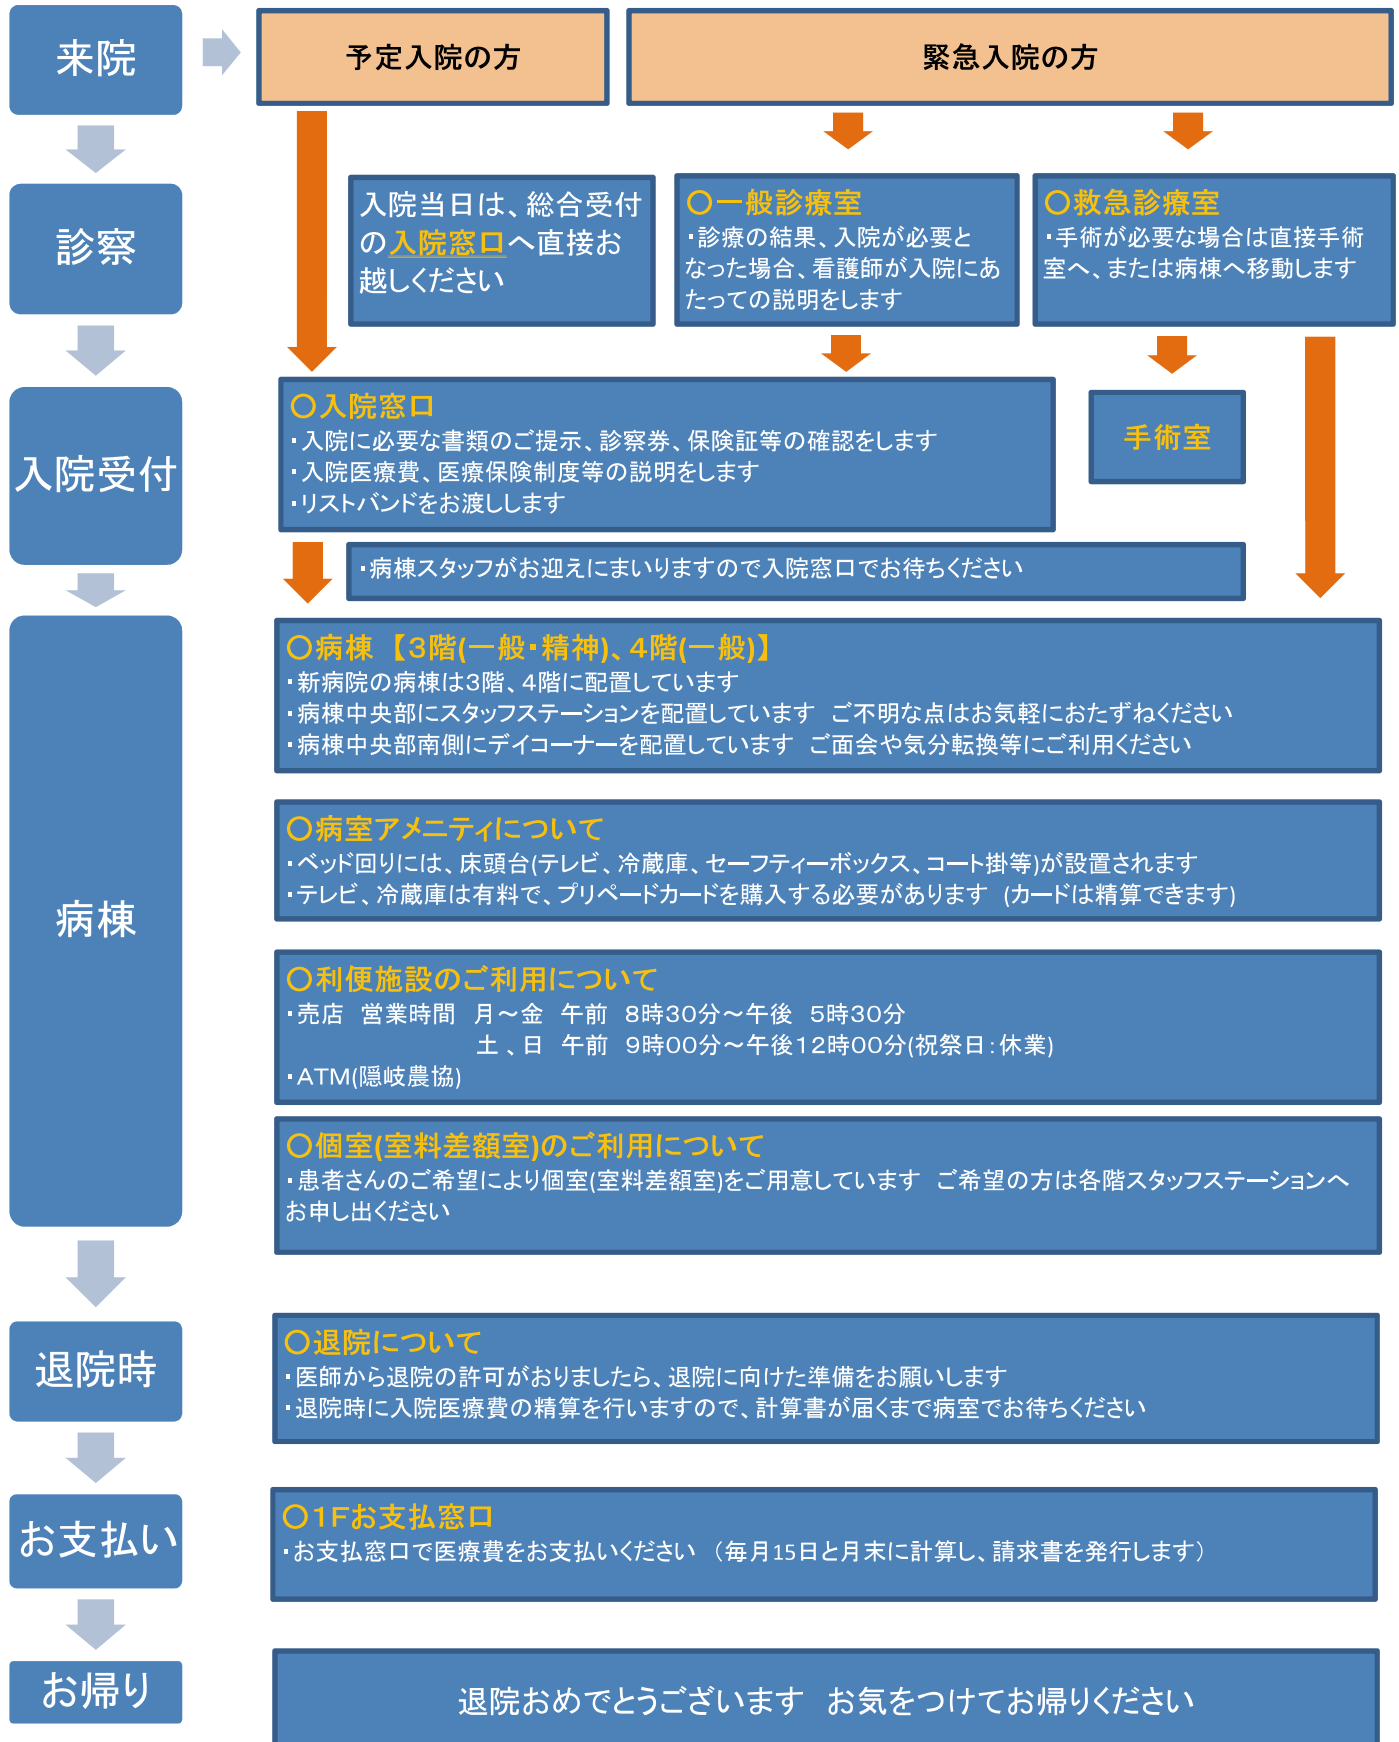 来院
予定入院の方
緊急入院の方
診察
入院当日は、総合受付
の入院窓口へ直接お
越しください
〇一般診療室
・診療の結果、入院が必要と
なった場合、看護師が入院にあ
たっての説明をします
〇救急診療室
・手術が必要な場合は直接手術
室へ、または病棟へ移動します
入院受付
〇入院窓口
・入院に必要な書類のご提示、診察券、保険証等の確認をします
・入院医療費、医療保険制度等の説明をします
・リストバンドをお渡しします
手術室
・病棟スタッフがお迎えにまいりますので入院窓口でお待ちください
病棟
〇病棟 【3階(一般・精神)、4階(一般)】
・新病院の病棟は3階、4階に配置しています
・病棟中央部にスタッフステーションを配置しています ご不明な点はお気軽におたずねください
・病棟中央部南側にデイコーナーを配置しています ご面会や気分転換等にご利用ください
〇病室アメニティについて
・ベッド回りには、床頭台(テレビ、冷蔵庫、セーフティーボックス、コート掛等)が設置されます
・テレビ、冷蔵庫は有料で、プリペードカードを購入する必要があります (カードは精算できます)
〇利便施設のご利用について
・売店 営業時間 月~金 午前 8時30分~午後 5時30分
土 、日 午前 9時00分~午後12時00分(祝祭日:休業)
・ATM(隠岐農協)
〇個室(室料差額室)のご利用について
・患者さんのご希望により個室(室料差額室)をご用意しています ご希望の方は各階スタッフステーションへ
お申し出ください
退院時
〇退院について
・医師から退院の許可がおりましたら、退院に向けた準備をお願いします
・退院時に入院医療費の精算を行いますので、計算書が届くまで病室でお待ちください
お支払い
〇1Fお支払窓口
・お支払窓口で医療費をお支払いください (毎月15日と月末に計算し、請求書を発行します)
お帰り
退院おめでとうございます お気をつけてお帰りください